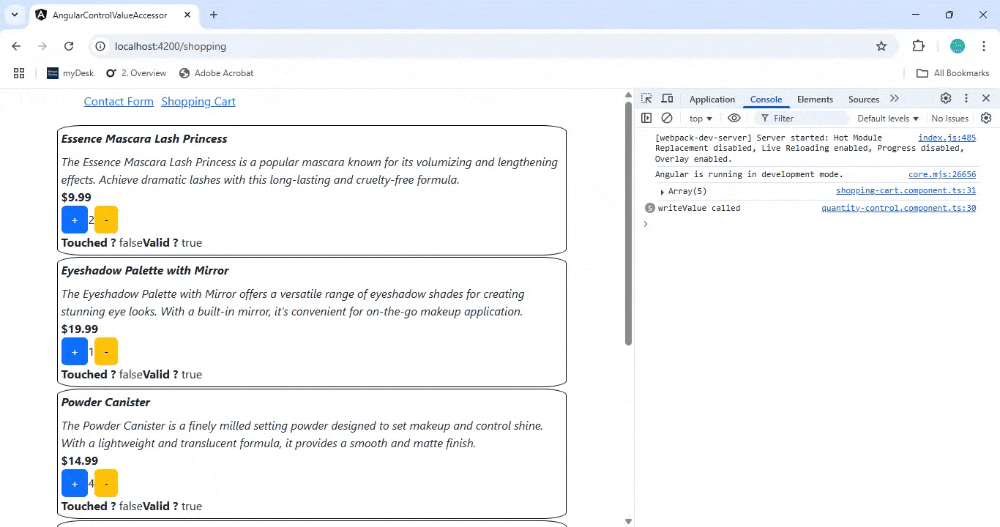 AngularControlValueAccessor
localhost:4200/shopping
myDesk
2. Overview
Adobe Acrobat
All Bookmarks
Contact Form Shopping Cart
Essence Mascara Lash Princess
The Essence Mascara Lash Princess is a popular mascara known for its volumizing and lengthening
effects. Achieve dramatic lashes with this long-lasting and cruelty-free formula.
$9.99
+ 2 -
Touched ? falseValid ? true
Eyeshadow Palette with Mirror
The Eyeshadow Palette with Mirror offers a versatile range of eyeshadow shades for creating
stunning eye looks. With a built-in mirror, it's convenient for on-the-go makeup application.
$19.99
+ 1 -
Touched ? falseValid ? true
Powder Canister
The Powder Canister is a finely milled setting powder designed to set makeup and control shine.
With a lightweight and translucent formula, it provides a smooth and matte finish.
$14.99
+ 4 -
Touched ? falseValid ? true
Application Console Elements Sources
top Filter Default levels No Issues
[webpack-dev-server] Server started: Hot Module index.js:485
Replacement disabled, Live Reloading enabled, Progress disabled,
Overlay enabled.
Angular is running in development mode. core.mjs:26656
Array(5) shopping-cart.component.ts:31
5 writeValue called quantity-control.component.ts:30